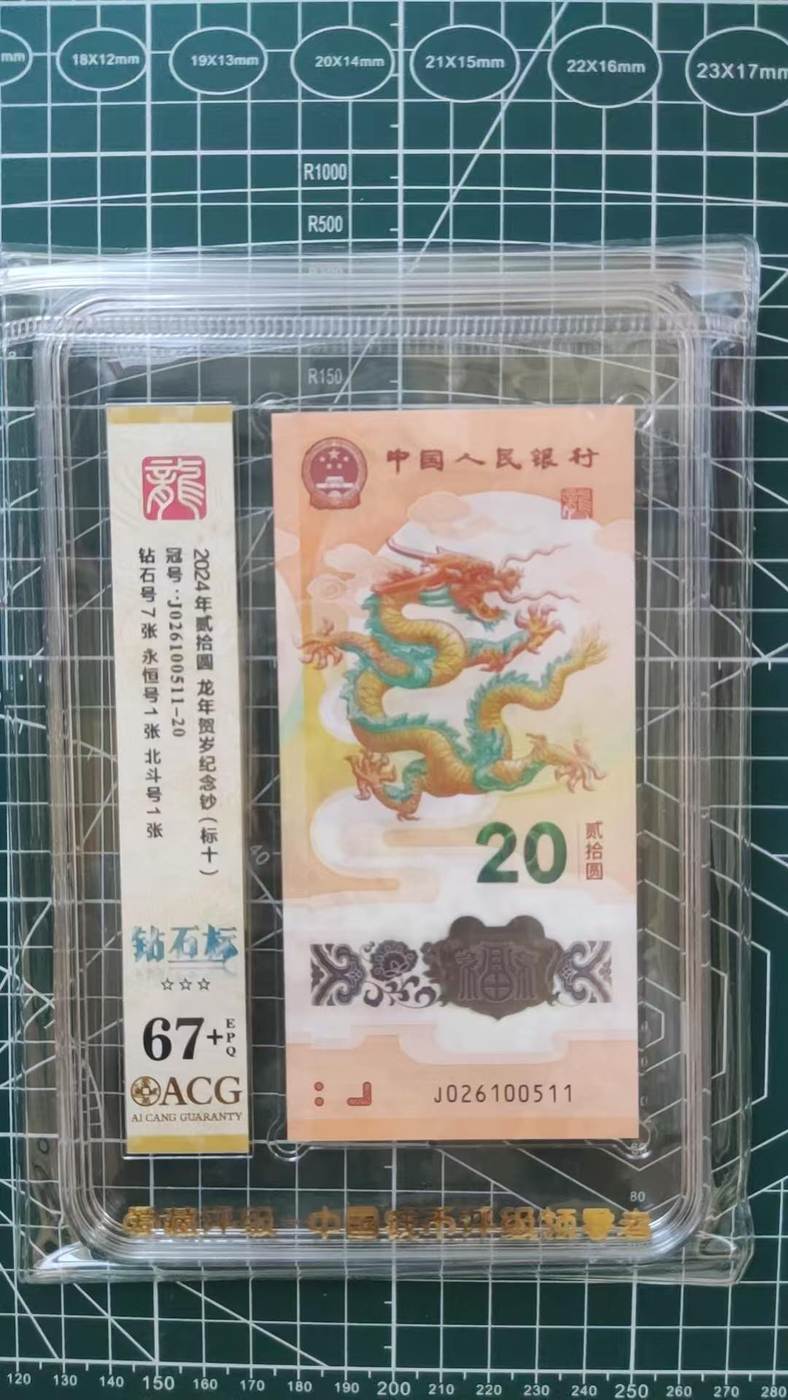 mm
18X12mm
19X13mm
20X14mm
21X15mm
22X16mm
23X17mm
R1000
R500
R150
龍
2024年贰拾圆 龙年贺岁纪念钞(标十)
冠号:J026100511-20
钻石号7张 永恒号1张 北斗号1张
钻石标
☆☆☆
67+
EPQ
ACG
AI CANG GUARANTY
中国人民银行
龍
20
贰拾圆
福
J026100511
40
80
爱藏评级 中国钱币评级领导者
120 130 140 150 160 170 180 190 200 210 220 230 240 250 260 270 280